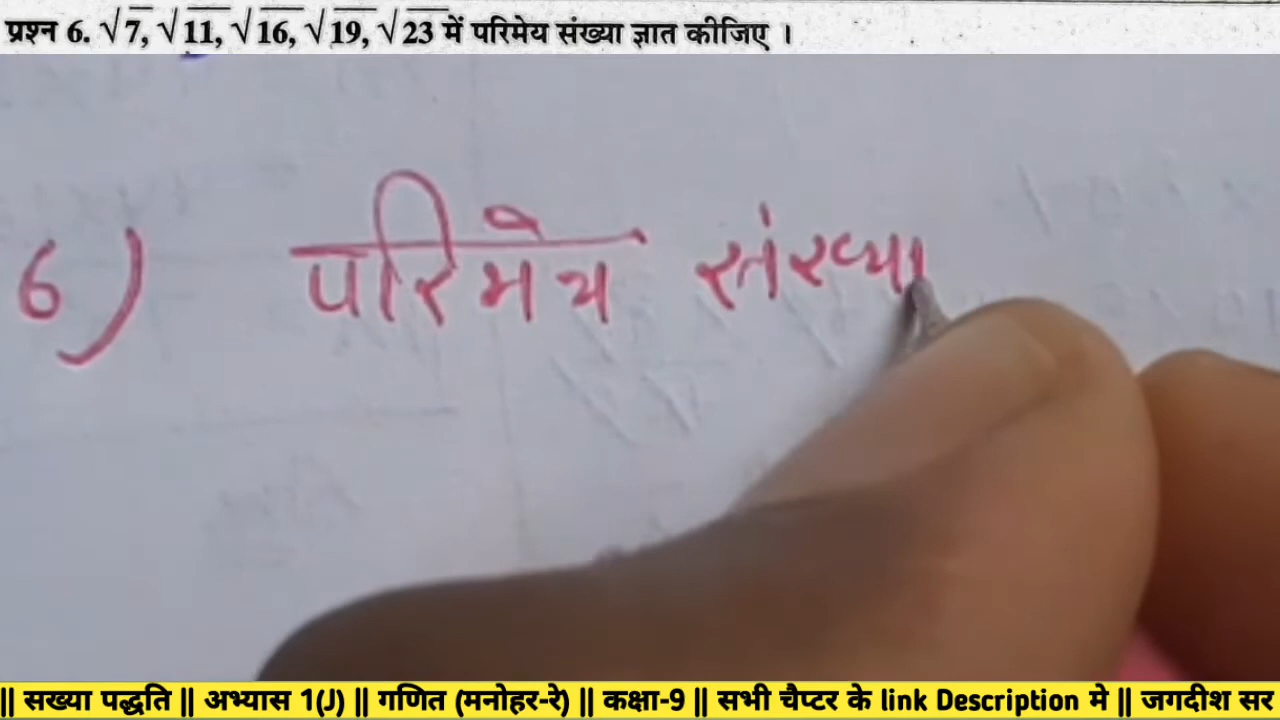 प्रश्न 6. √7, √11, √16, √19, √23 में परिमेय संख्या ज्ञात कीजिए ।
6) परिमेय संख्या
|| सख्या पद्धति || अभ्यास 1(J) || गणित (मनोहर-रे) || कक्षा-9 || सभी चैप्टर के link Description मे || जगदीश सर